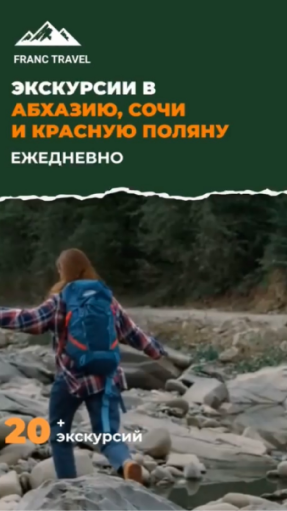 FRANC TRAVEL
ЭКСКУРСИИ В
АБХАЗИЮ, СОЧИ
И КРАСНУЮ ПОЛЯНУ
ЕЖЕДНЕВНО
20 +
экскурсий